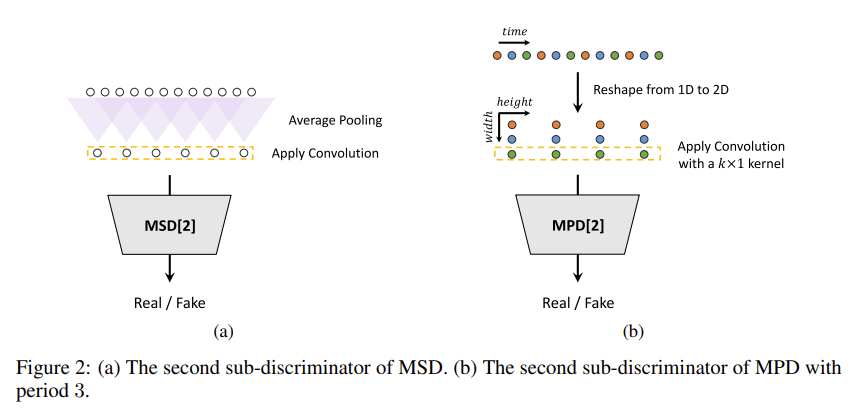 time
Reshape from 1D to 2D
height
width
Average Pooling
Apply Convolution
Apply Convolution
with a k×1 kernel
MSD[2]
MPD[2]
Real / Fake
Real / Fake
(a)
(b)
Figure 2: (a) The second sub-discriminator of MSD. (b) The second sub-discriminator of MPD with
period 3.